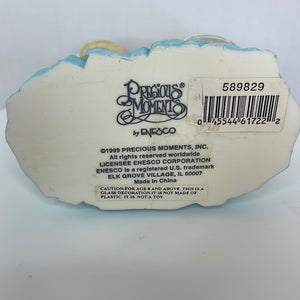 PRECIOUS MOMENTS®
by ENESCO
589829
0 45544 61722 2
©1999 PRECIOUS MOMENTS, INC.
All rights reserved worldwide
LICENSEE ENESCO CORPORATION
ENESCO is a registered U.S. trademark
ELK GROVE VILLAGE, IL 60007
Made in China
CAUTION FOR AGE 8 AND ABOVE. THIS IS A
GLASS DECORATION IT IS NOT MADE OF
PLASTIC. IT IS NOT A TOY